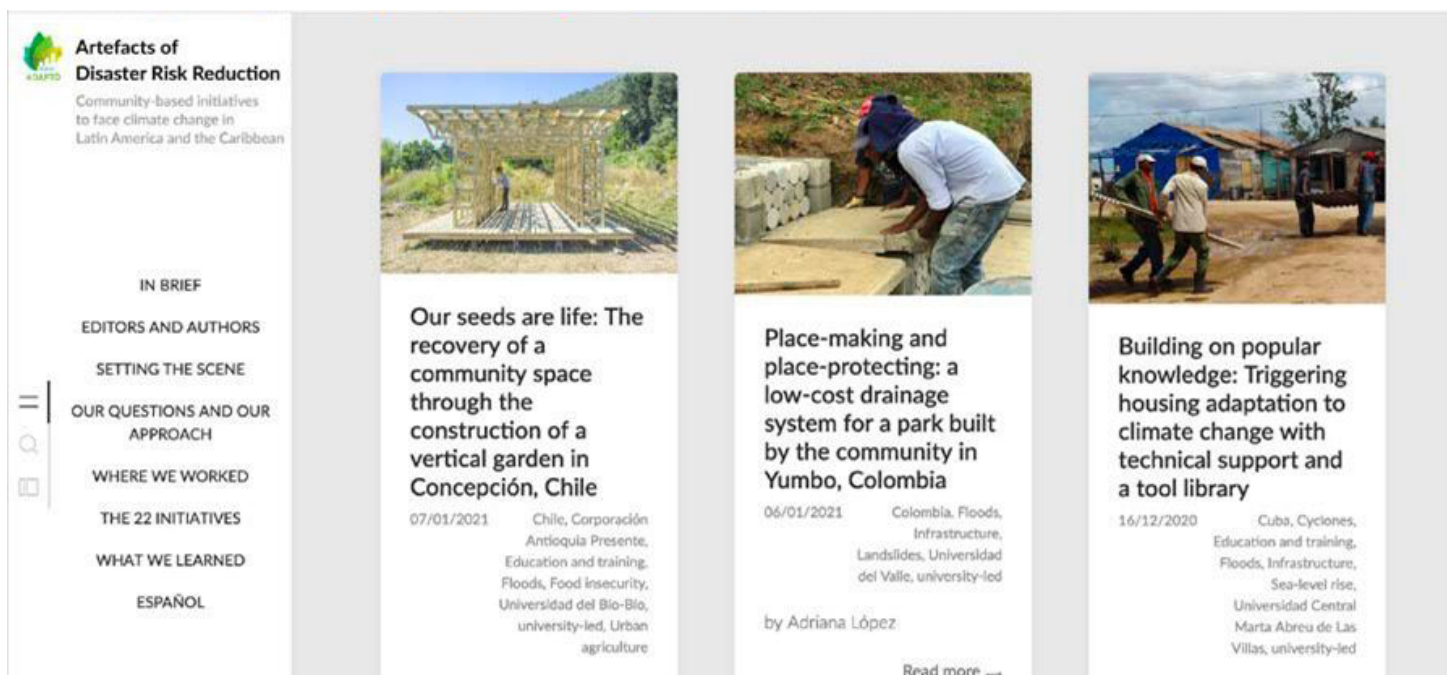 Artefacts of
Disaster Risk Reduction
ADAPTO
Community-based initiatives
to face climate change in
Latin America and the Caribbean
IN BRIEF
EDITORS AND AUTHORS
SETTING THE SCENE
OUR QUESTIONS AND OUR
APPROACH
WHERE WE WORKED
THE 22 INITIATIVES
WHAT WE LEARNED
ESPAÑOL
Our seeds are life: The
recovery of a
community space
through the
construction of a
vertical garden in
Concepción, Chile
07/01/2021
Chile, Corporación
Antioquia Presente,
Education and training,
Floods, Food insecurity,
Universidad del Bio-Bio,
university-led, Urban
agriculture
Place-making and
place-protecting: a
low-cost drainage
system for a park built
by the community in
Yumbo, Colombia
06/01/2021
Colombia, Floods,
Infrastructure,
Landslides, Universidad
del Valle, university-led
by Adriana López
Read more →
Building on popular
knowledge: Triggering
housing adaptation to
climate change with
technical support and
a tool library
16/12/2020
Cuba, Cyclones,
Education and training,
Floods, Infrastructure,
Sea-level rise,
Universidad Central
Marta Abreu de Las
Villas, university-led